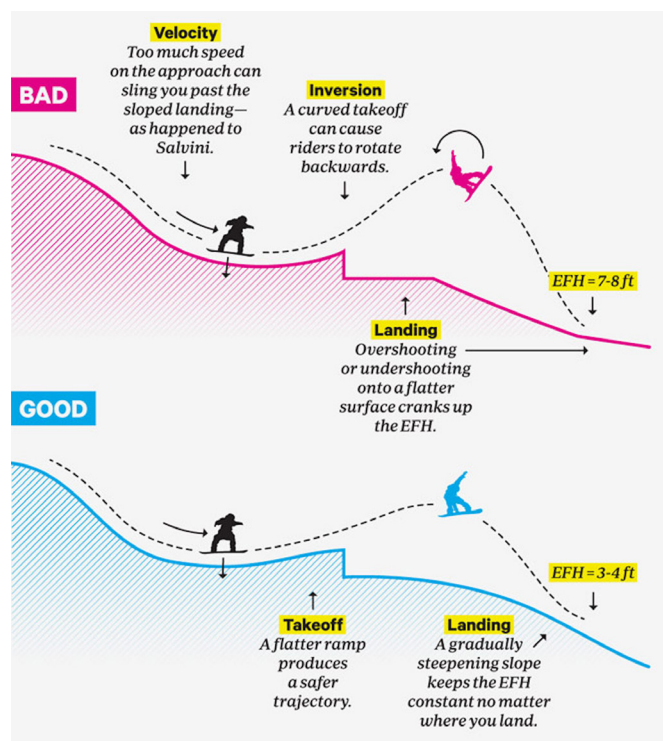 BAD
Velocity
Too much speed
on the approach can
sling you past the
sloped landing—
as happened to
Salvini.
Inversion
A curved takeoff
can cause
riders to rotate
backwards.
EFH=7-8 ft
Landing
Overshooting
or undershooting
onto a flatter
surface cranks up
the EFH.
GOOD
EFH=3-4 ft
Takeoff
A flatter ramp
produces
a safer
trajectory.
Landing
A gradually
steepening slope
keeps the EFH
constant no matter
where you land.